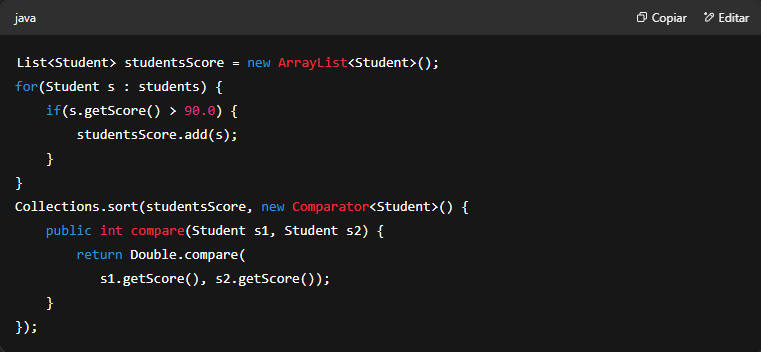 java
Copiar
Editar
List<Student> studentsScore = new ArrayList<Student>();
for(Student s : students) {
    if(s.getScore() > 90.0) {
        studentsScore.add(s);
    }
}
Collections.sort(studentsScore, new Comparator<Student>() {
    public int compare(Student s1, Student s2) {
        return Double.compare(
           s1.getScore(), s2.getScore());
    }
});